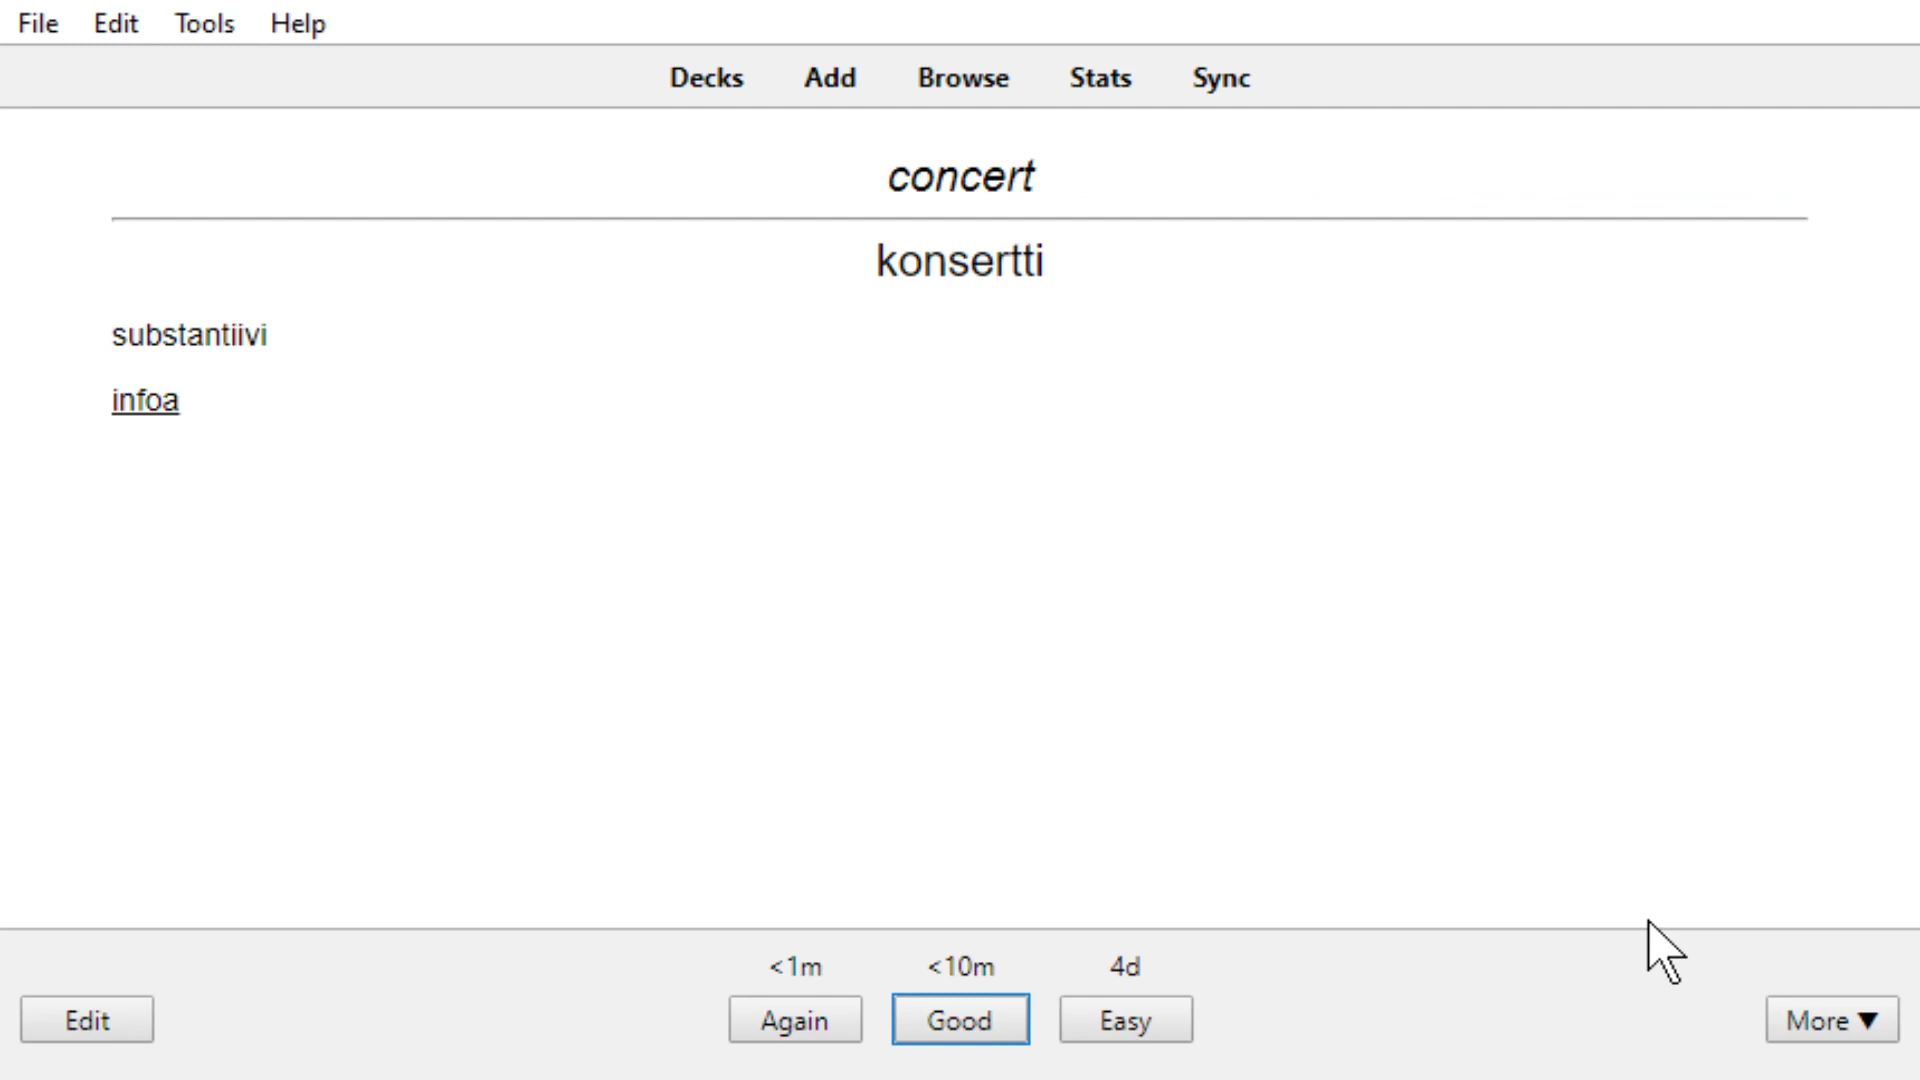 File Edit Tools Help
Decks Add Browse Stats Sync
concert
konsertti
substantiivi
infoa
<1m <10m 4d
Edit Again Good Easy More ▼